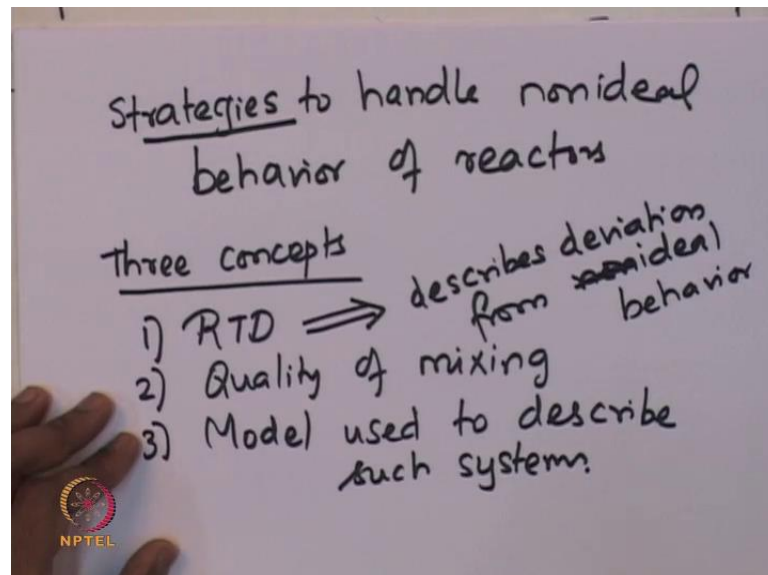 Strategies to handle nonideal
behavior of reactors
Three concepts
1) RTD ⟹ describes deviation
from ideal
behavior
2) Quality of mixing
3) Model used to describe
such system.
NPTEL